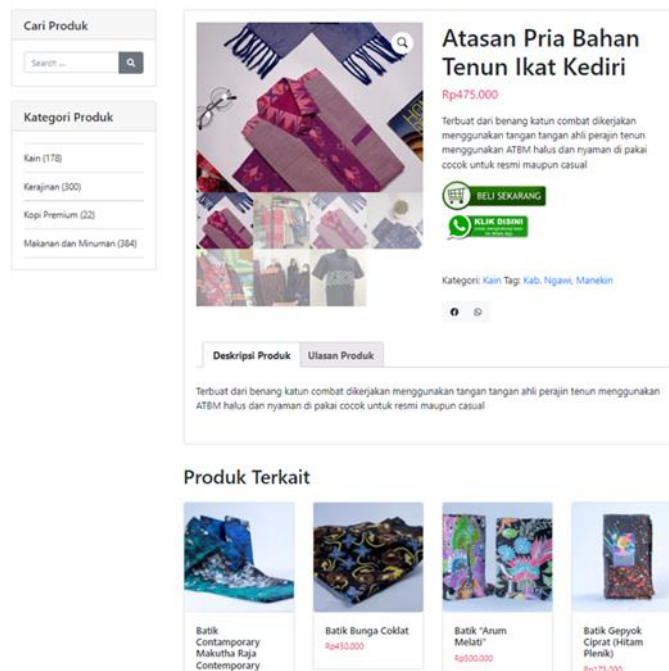 Cari Produk
Search ...
Kategori Produk
Kain (178)
Kerajinan (300)
Kopi Premium (22)
Makanan dan Minuman (384)
Atasan Pria Bahan
Tenun Ikat Kediri
Rp475.000
Terbuat dari benang katun combat dikerjakan
menggunakan tangan tangan ahli perajin tenun
menggunakan ATBM halus dan nyaman di pakai
cocok untuk resmi maupun casual
BELI SEKARANG
KLIK DISINI
Kategori: Kain Tag: Kab. Ngawi, Manekin
Deskripsi Produk
Ulasan Produk
Terbuat dari benang katun combat dikerjakan menggunakan tangan tangan ahli perajin tenun menggunakan
ATBM halus dan nyaman di pakai cocok untuk resmi maupun casual
Produk Terkait
Batik
Contamporary
Makutha Raja
Contemporary
Batik Bunga Coklat
Rp450.000
Batik "Arum
Melati"
Rp500.000
Batik Gepyok
Ciprat (Hitam
Plenik)
Rp175.000